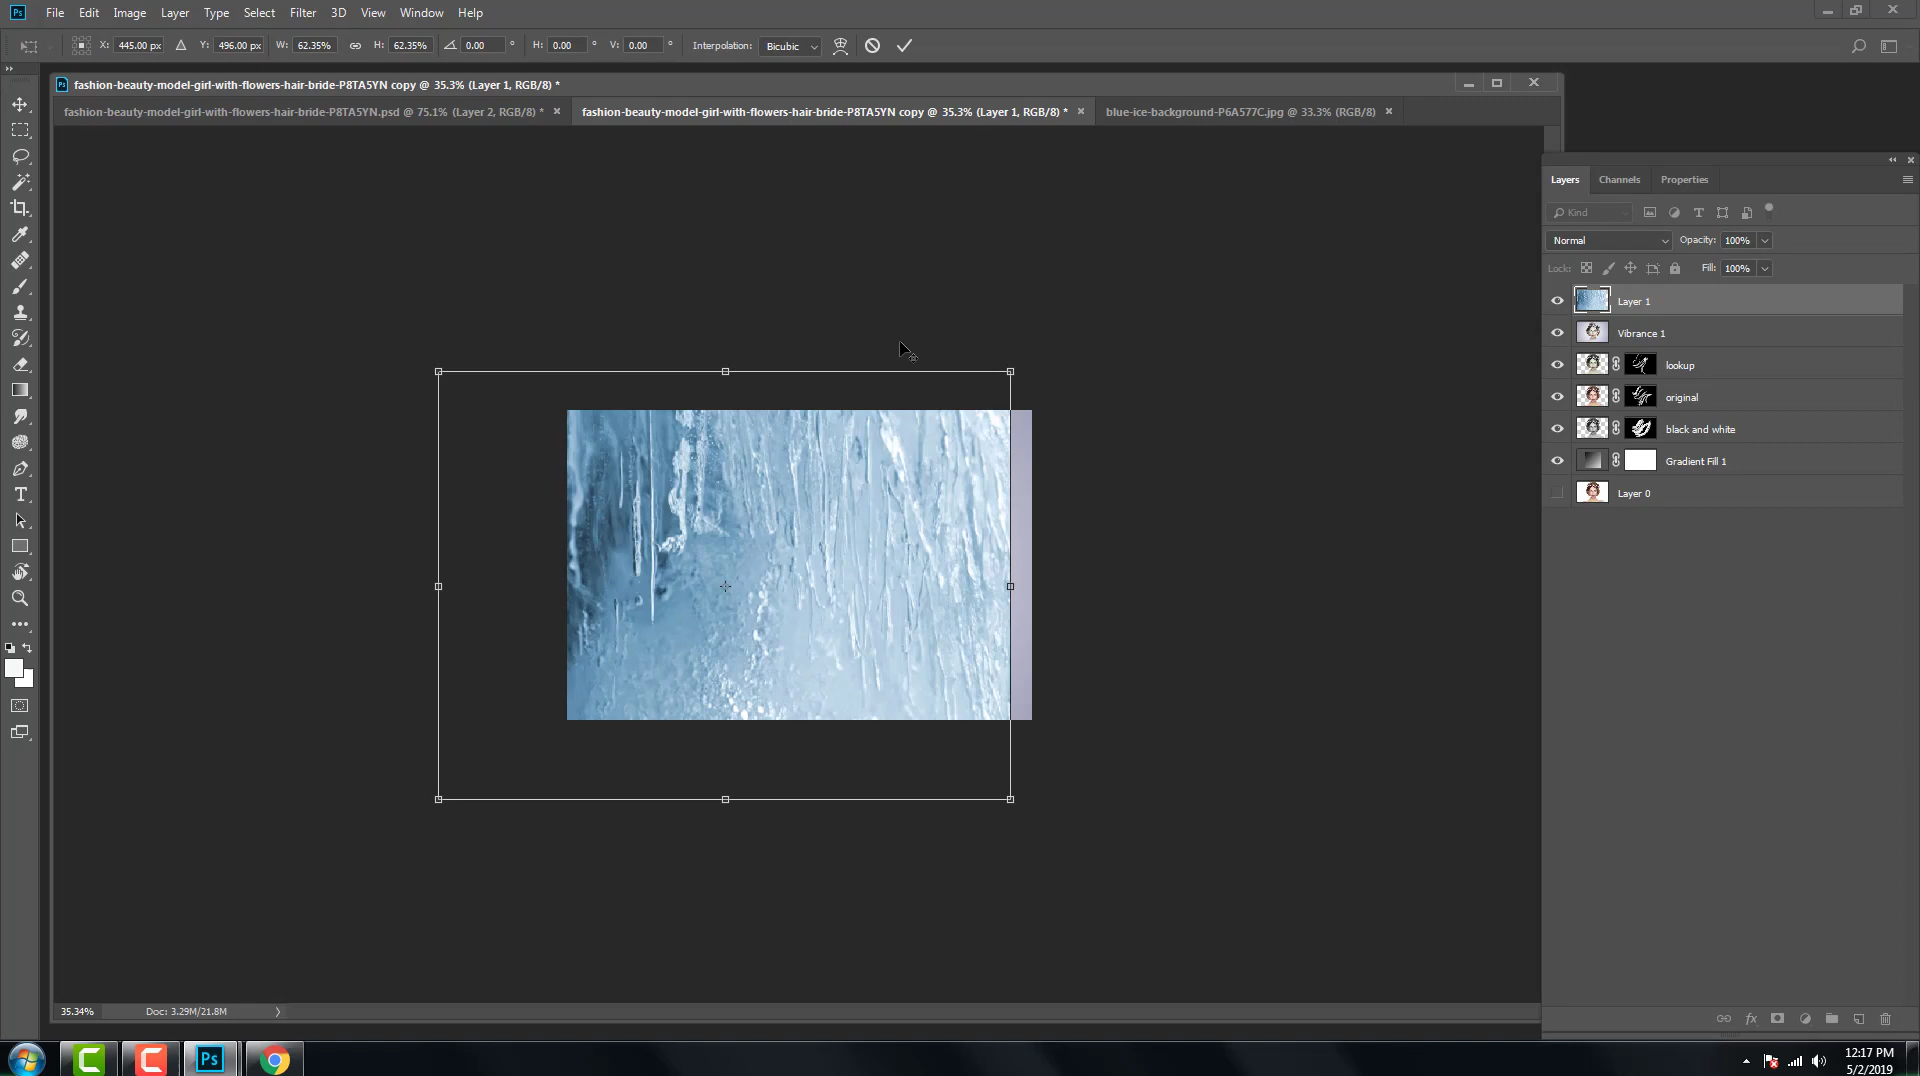 Ps File Edit Image Layer Type Select Filter 3D View Window Help
X: 445.00 px Y: 496.00 px W: 62.35% H: 62.35% 0.00 ° H: 0.00 ° V: 0.00 ° Interpolation: Bicubic
Ps fashion-beauty-model-girl-with-flowers-hair-bride-P8TA5YN copy @ 35.3% (Layer 1, RGB/8) *
fashion-beauty-model-girl-with-flowers-hair-bride-P8TA5YN.psd @ 75.1% (Layer 2, RGB/8) * fashion-beauty-model-girl-with-flowers-hair-bride-P8TA5YN copy @ 35.3% (Layer 1, RGB/8) * blue-ice-background-P6A577C.jpg @ 33.3% (RGB/8)
Layers Channels Properties
Kind
Normal Opacity: 100%
Lock: Fill: 100%
Layer 1
Vibrance 1
lookup
original
black and white
Gradient Fill 1
Layer 0
35.34% Doc: 3.29M/21.8M
Ps
12:17 PM
5/2/2019